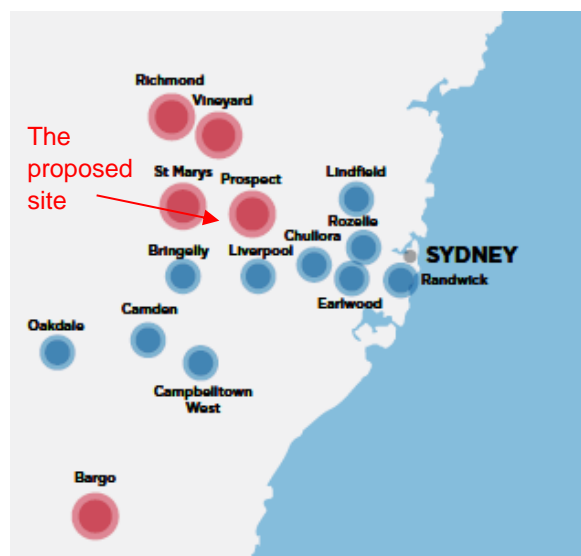 Richmond
Vineyard
The
proposed
site
St Marys
Prospect
Lindfield
Rozelle
Chullora
Bringelly
Liverpool
SYDNEY
Randwick
Earlwood
Camden
Oakdale
Campbelltown
West
Bargo